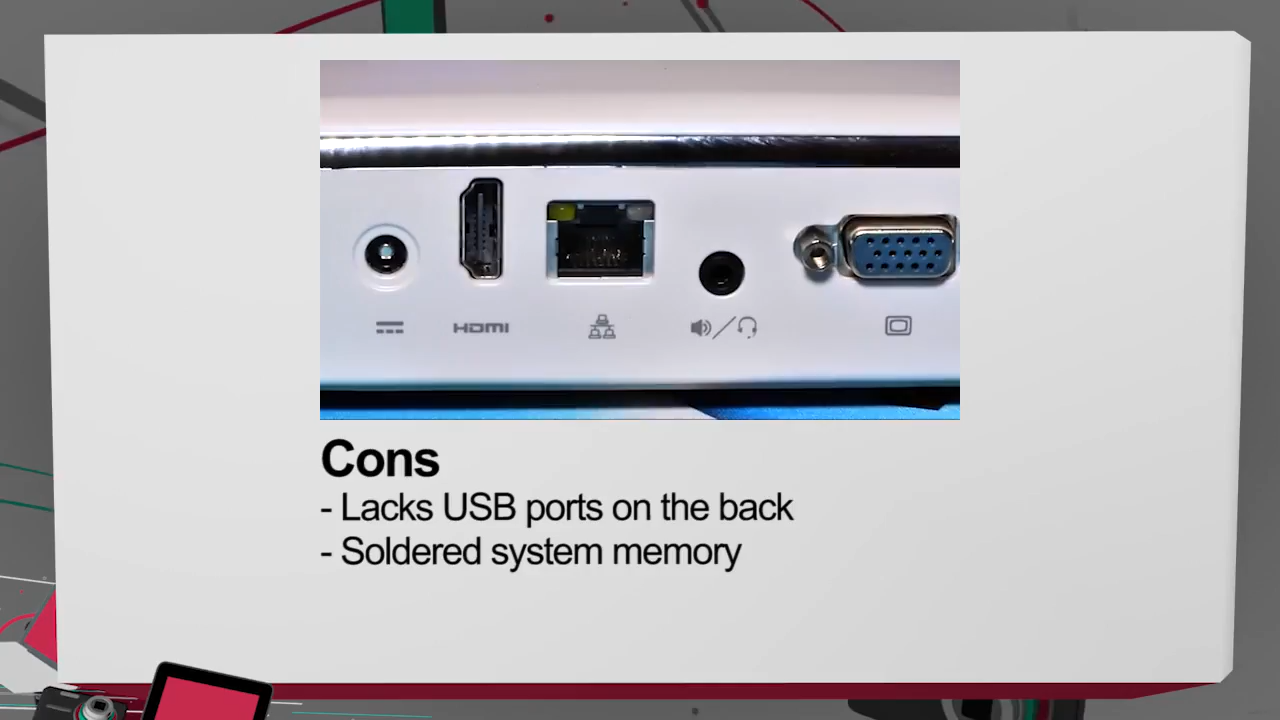 HDMI
Cons
- Lacks USB ports on the back
- Soldered system memory